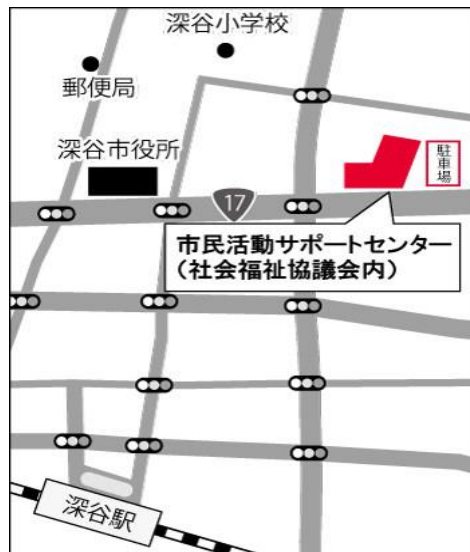 深谷小学校
郵便局
深谷市役所
駐車場
17
市民活動サポートセンター
（社会福祉協議会内）
深谷駅